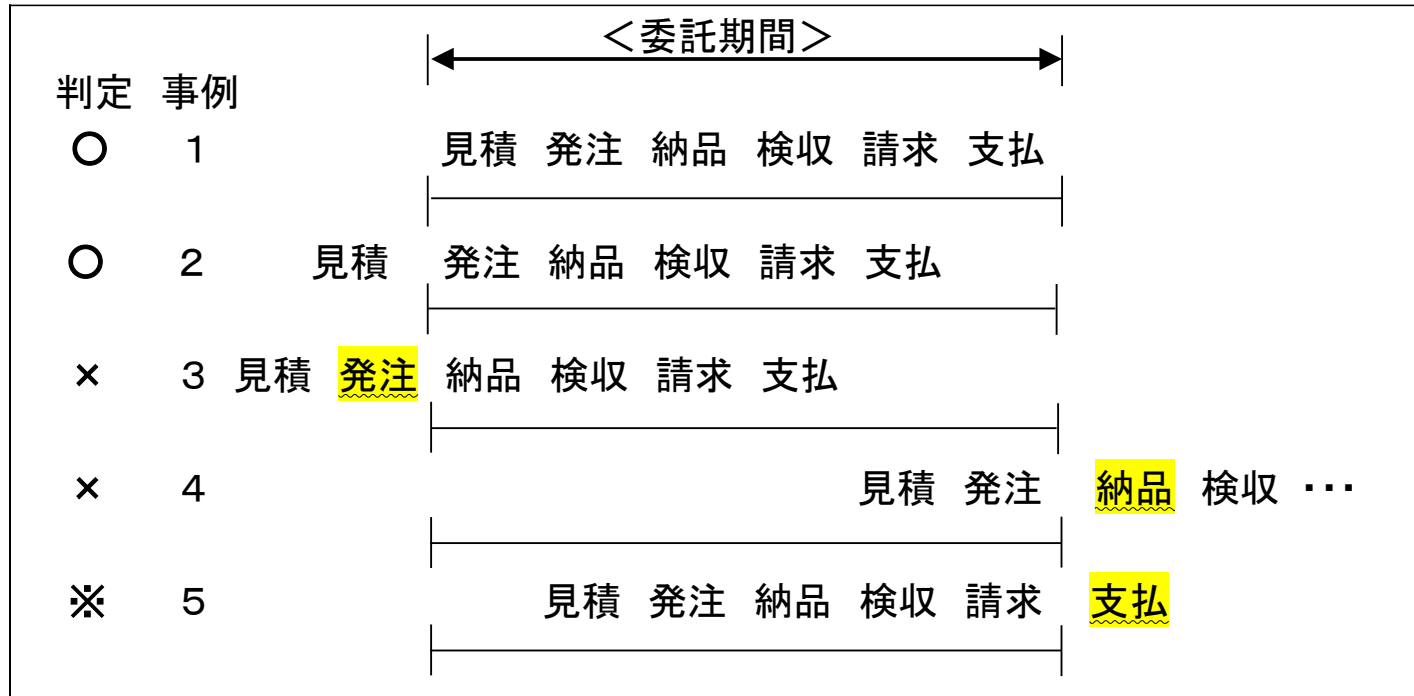 ＜委託期間＞
判定 事例
○ １ 見積 発注 納品 検収 請求 支払
○ ２ 見積 発注 納品 検収 請求 支払
× ３ 見積 発注 納品 検収 請求 支払
× ４ 見積 発注 納品 検収 ・・・
※ ５ 見積 発注 納品 検収 請求 支払